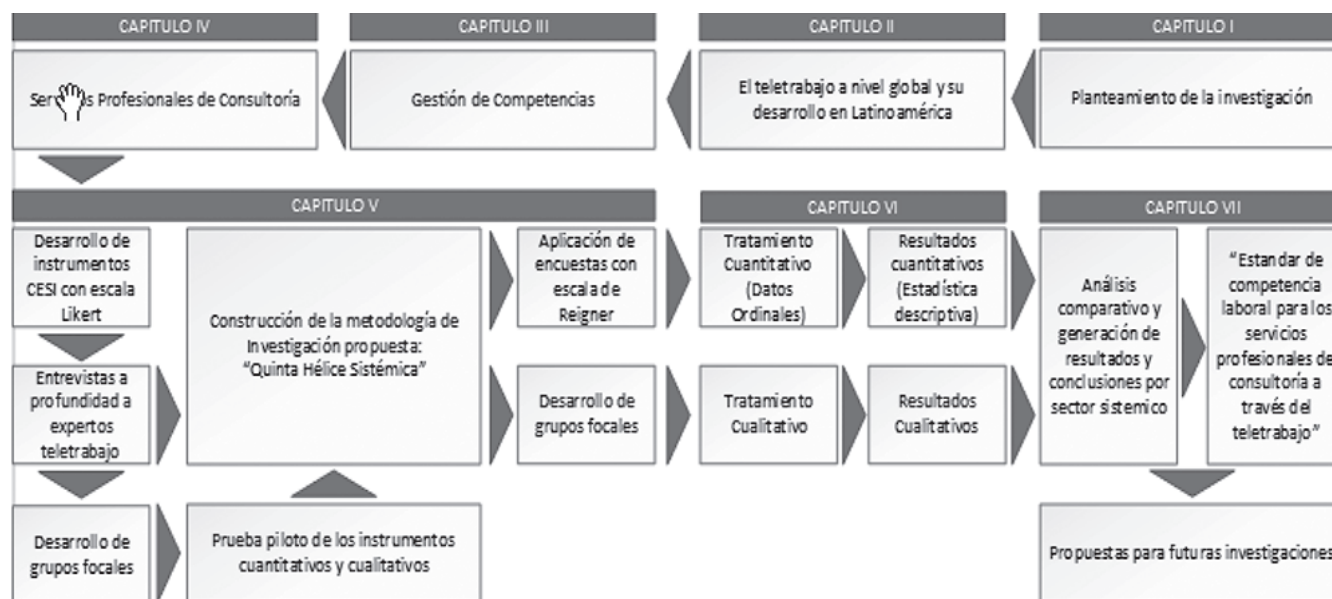 CAPITULO IV
CAPITULO III
CAPITULO II
CAPITULO I
Profesionales de Consultoría
Gestión de Competencias
El teletrabajo a nivel global y su
desarrollo en Latinoamérica
Planteamiento de la investigación
CAPITULO V
CAPITULO VI
CAPITULO VII
Desarrollo de
instrumentos
CESI con escala
Likert
Entrevistas a
profundidad a
expertos
teletrabajo
Desarrollo de
grupos focales
Construcción de la metodología de
Investigación propuesta:
“Quinta Hélice Sistémica”
Prueba piloto de los instrumentos
cuantitativos y cualitativos
Aplicación de
encuestas con
escala de
Reigner
Desarrollo de
grupos focales
Tratamiento
Cuantitativo
(Datos
Ordinales)
Tratamiento
Cualitativo
Resultados
cuantitativos
(Estadística
descriptiva)
Resultados
Cualitativos
Análisis
comparativo y
generación de
resultados y
conclusiones por
sector sistemico
“Estandar de
competencia
laboral para los
servicios
profesionales de
consultoría a
través del
teletrabajo”
Propuestas para futuras investigaciones